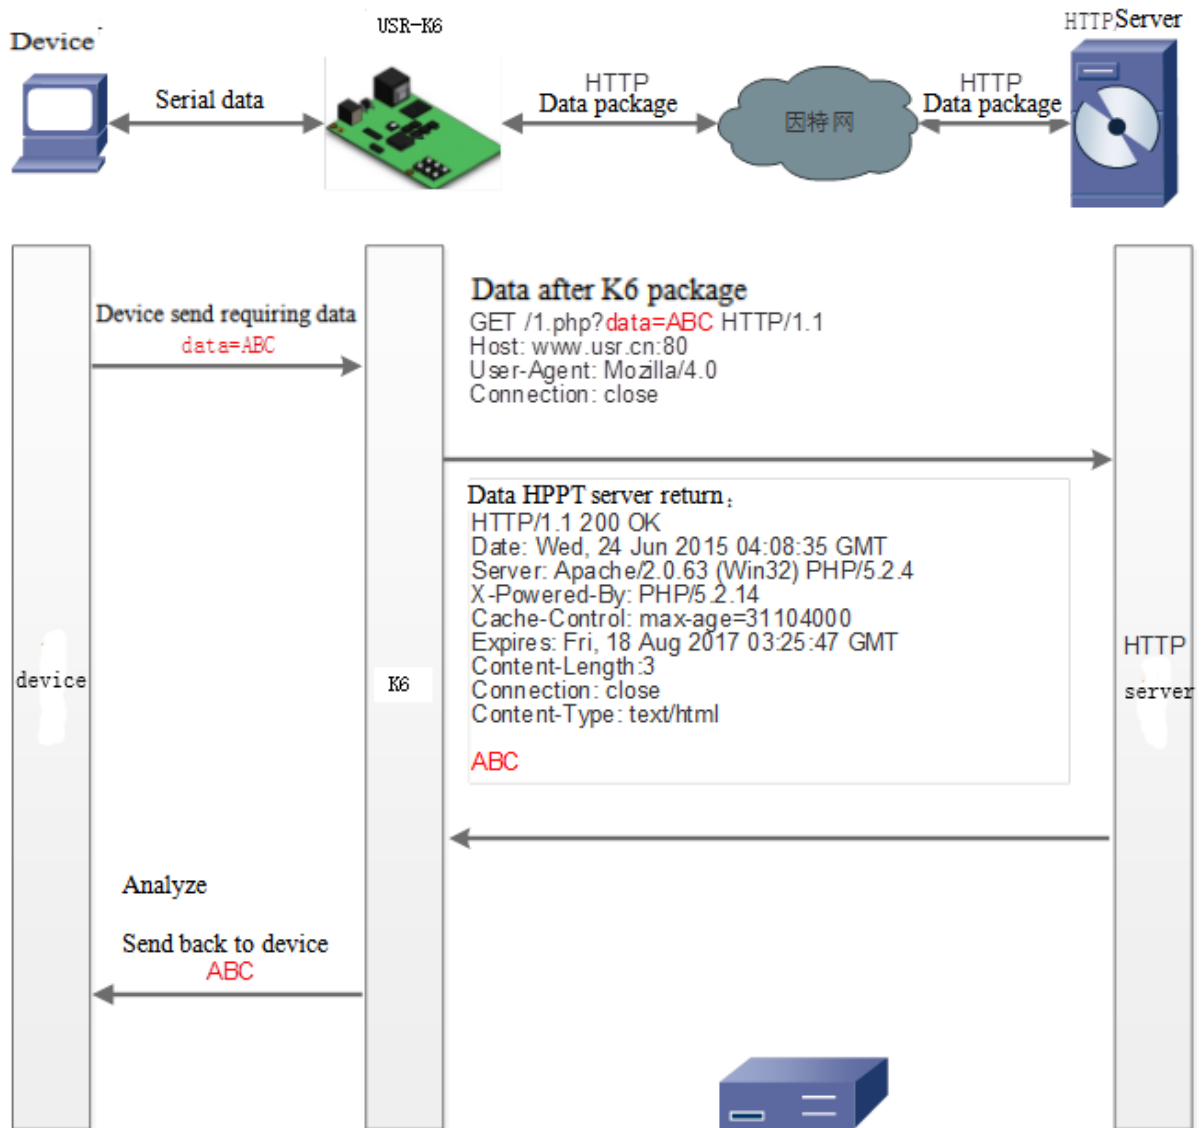 Device
USR-K6
HTTP Server
Serial data
HTTP
Data package
因特网
HTTP
Data package
Device send requiring data
data=ABC
Data after K6 package
GET /1.php?data=ABC HTTP/1.1
Host: www.usr.cn:80
User-Agent: Mozilla/4.0
Connection: close
Data HPPT server return：
HTTP/1.1 200 OK
Date: Wed, 24 Jun 2015 04:08:35 GMT
Server: Apache/2.0.63 (Win32) PHP/5.2.4
X-Powered-By: PHP/5.2.14
Cache-Control: max-age=31104000
Expires: Fri, 18 Aug 2017 03:25:47 GMT
Content-Length:3
Connection: close
Content-Type: text/html
ABC
device
K6
HTTP
server
Analyze
Send back to device
ABC